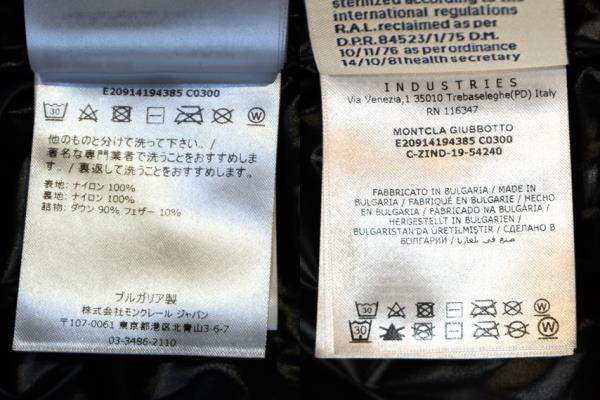 E20914194385 C0300
30
W
他のものと分けて洗って下さい。/
著名な専門業者で洗うことをおすすめしま
す。/ 裏返して洗うことをおすすめします。
表地: ナイロン 100%
裏地: ナイロン 100%
詰物: ダウン 90% フェザー 10%
ブルガリア製
株式会社モンクレール ジャパン
〒107-0061 東京都港区北青山3-6-7
03-3486-2110
sterilized according to the
international regulations
R.A.L.reclaimed as per
D.P.R.84523/1/75 D.M.
10/11/76 as per ordinance
14/10/81 health secretary
INDUSTRIES
Via Venezia,1 35010 Trebaseleghe(PD) Italy
RN 116347
MONTCLA GIUBBOTTO
E20914194385 C0300
C-ZIND-19-54240
FABBRICATO IN BULGARIA / MADE IN
BULGARIA / FABRIQUÉ EN BULGARIE / HECHO
EN BULGARIA / FABRICADO NA BULGÁRIA /
HERGESTELLT IN BULGARIEN /
BULGARISTAN'DA ÜRETİLMİŞTİR / СДЕЛАНО В
БОЛГАРИИ / صنع في بلغاريا
30
W
30
W